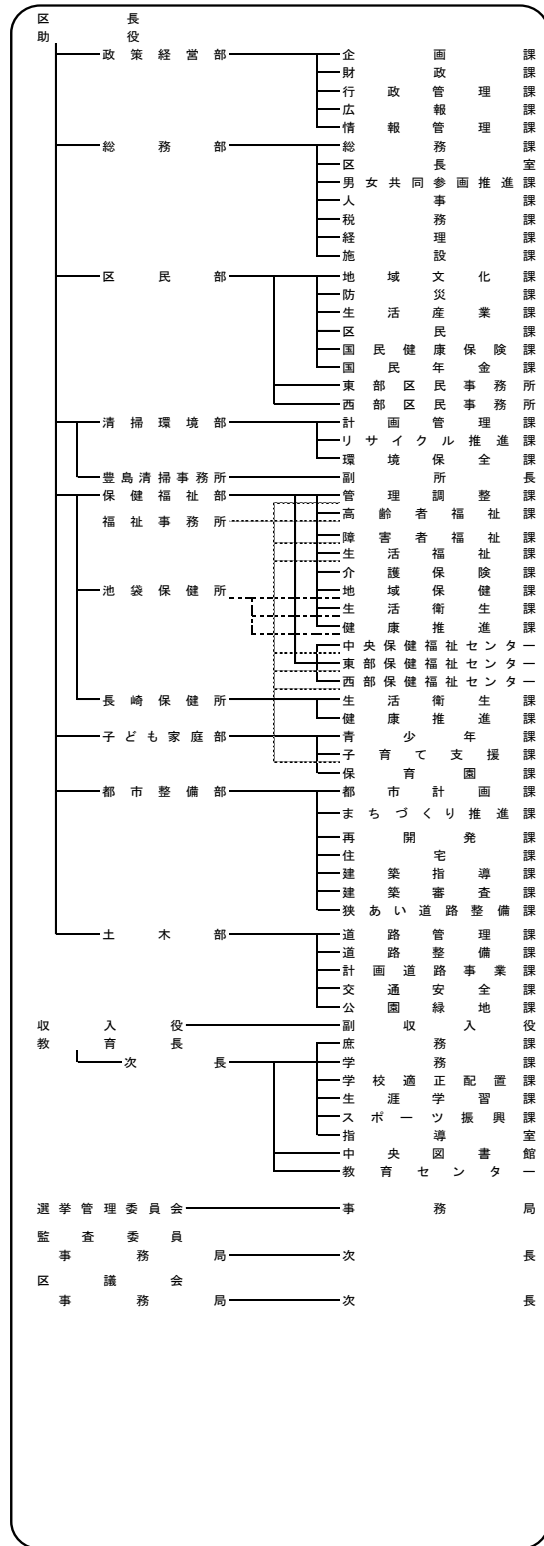 区長
助役
政策経営部 企画課
財政課
行政管理課
広報課
情報管理課
総務部 総務課
区長室
男女共同参画推進課
人事課
税務課
経理課
施設課
区民部 地域文化課
防災課
生活産業課
区民課
国民健康保険課
国民年金課
東部区民事務所
西部区民事務所
清掃環境部 計画管理課
リサイクル推進課
環境保全課
豊島清掃事務所 副所長
保健福祉部 管理調整課
福祉事務所 高齢者福祉課
障害者福祉課
生活福祉課
介護保険課
池袋保健所 地域保健課
生活衛生課
健康推進課
中央保健福祉センター
東部保健福祉センター
西部保健福祉センター
長崎保健所 生活衛生課
健康推進課
子ども家庭部 青少年課
子育て支援課
保育園課
都市整備部 都市計画課
まちづくり推進課
再開発課
住宅課
建築指導課
建築審査課
狭あい道路整備課
土木部 道路管理課
道路整備課
計画道路事業課
交通安全課
公園緑地課
収入役 副収入役
教育長 庶務課
次長 学務課
学校適正配置課
生涯学習課
スポーツ振興課
指導室
中央図書館
教育センター
選挙管理委員会 事務局
監査委員
事務局 次長
区議会
事務局 次長